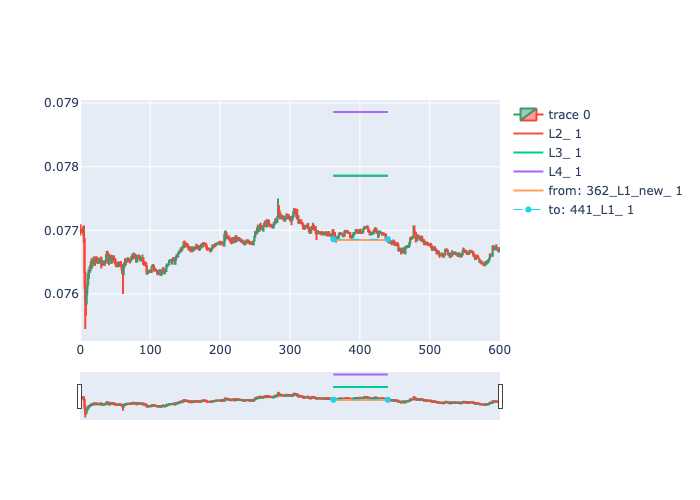 0.079
0.078
0.077
0.076
0 100 200 300 400 500 600
trace 0
L2_ 1
L3_ 1
L4_ 1
from: 362_L1_new_ 1
to: 441_L1_ 1